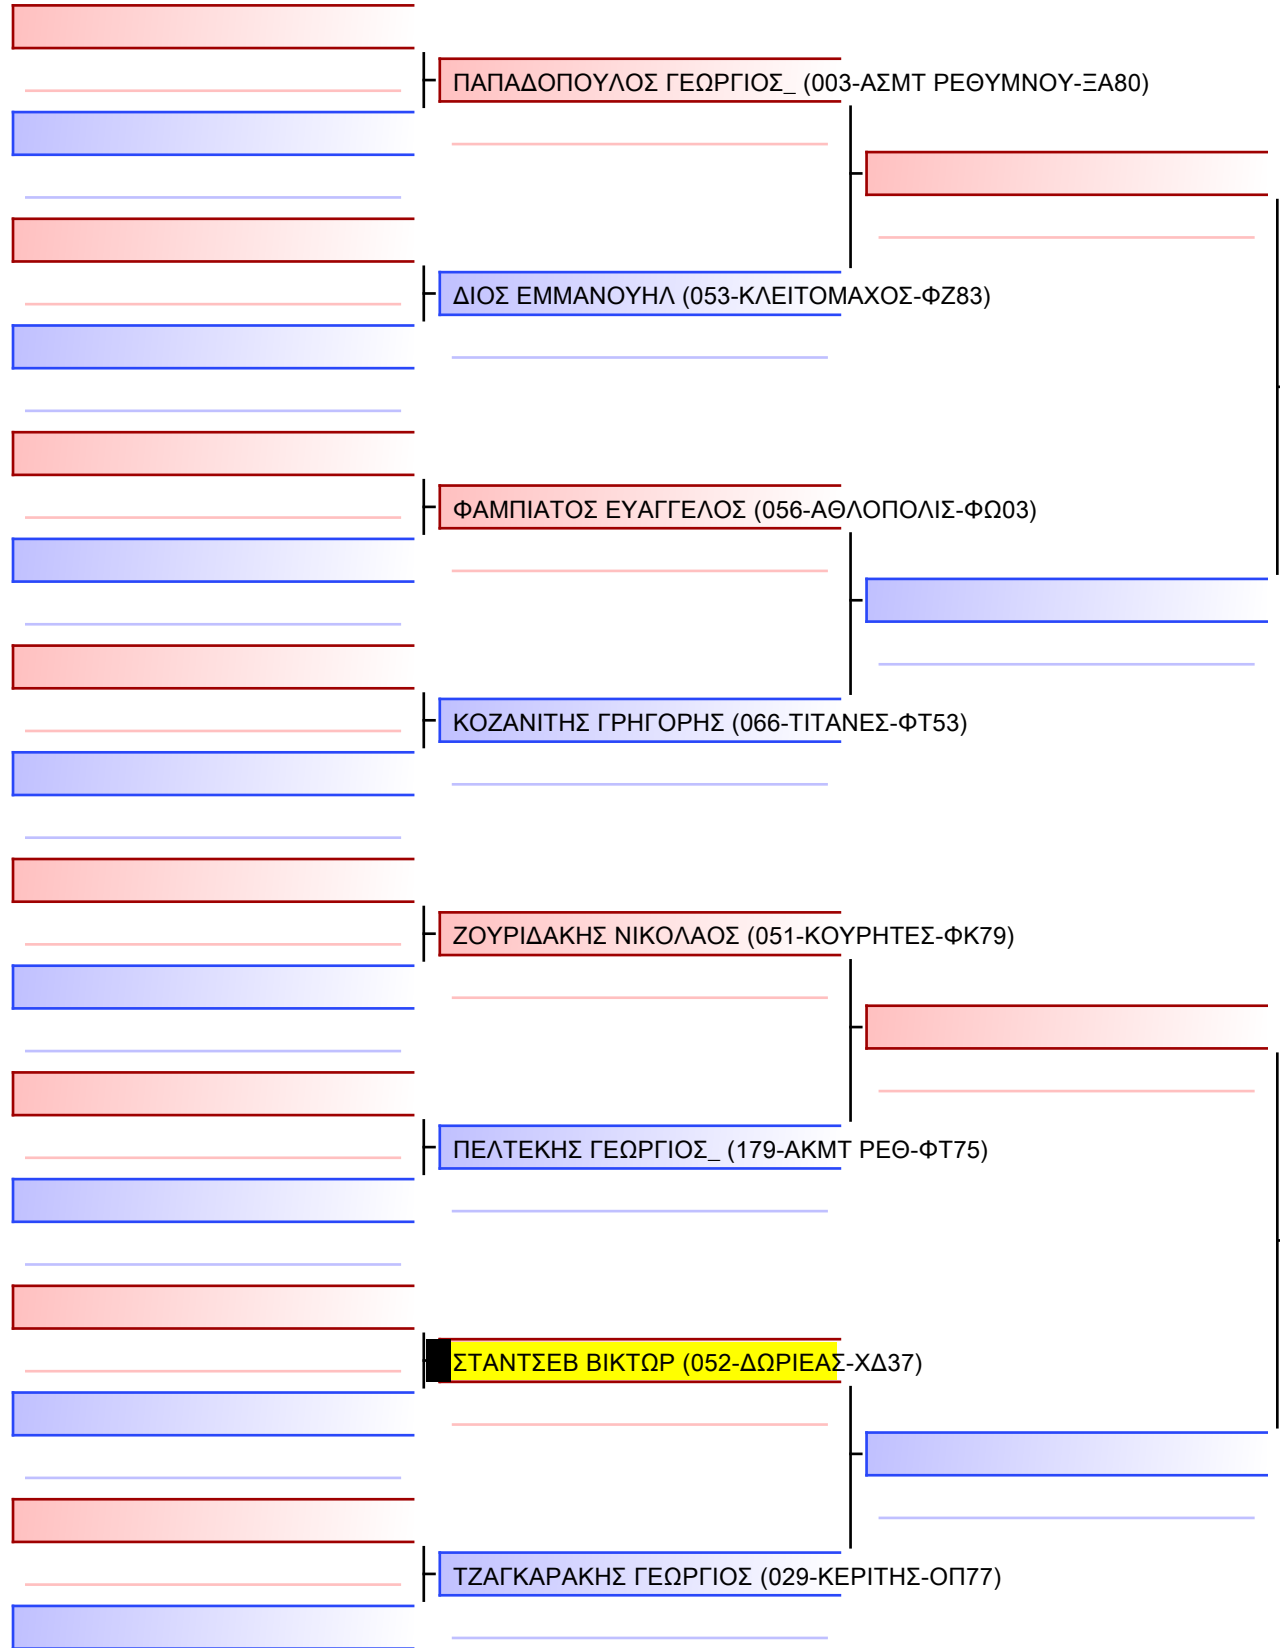 ΠΑΠΑΔΟΠΟΥΛΟΣ ΓΕΩΡΓΙΟΣ_ (003-ΑΣΜΤ ΡΕΘΥΜΝΟΥ-ΞΑ80)
ΔΙΟΣ ΕΜΜΑΝΟΥΗΛ (053-ΚΛΕΙΤΟΜΑΧΟΣ-ΦΖ83)
ΦΑΜΠΙΑΤΟΣ ΕΥΑΓΓΕΛΟΣ (056-ΑΘΛΟΠΟΛΙΣ-ΦΩ03)
ΚΟΖΑΝΙΤΗΣ ΓΡΗΓΟΡΗΣ (066-ΤΙΤΑΝΕΣ-ΦΤ53)
ΖΟΥΡΙΔΑΚΗΣ ΝΙΚΟΛΑΟΣ (051-ΚΟΥΡΗΤΕΣ-ΦΚ79)
ΠΕΛΤΕΚΗΣ ΓΕΩΡΓΙΟΣ_ (179-ΑΚΜΤ ΡΕΘ-ΦΤ75)
ΣΤΑΝΤΣΕΒ ΒΙΚΤΩΡ (052-ΔΩΡΙΕΑΣ-ΧΔ37)
ΤΖΑΓΚΑΡΑΚΗΣ ΓΕΩΡΓΙΟΣ (029-ΚΕΡΙΤΗΣ-ΟΠ77)